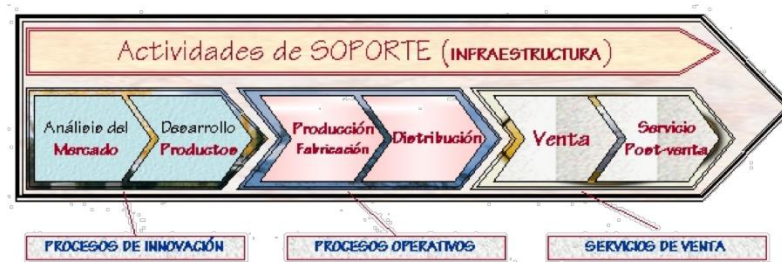 Actividades de SOPORTE (INFRAESTRUCTURA)
Análisis del
Mercado
Desarrollo
Productos
Producción
Fabricación
Distribución
Venta
Servicio
Post-venta
PROCESOS DE INNOVACIÓN
PROCESOS OPERATIVOS
SERVICIOS DE VENTA